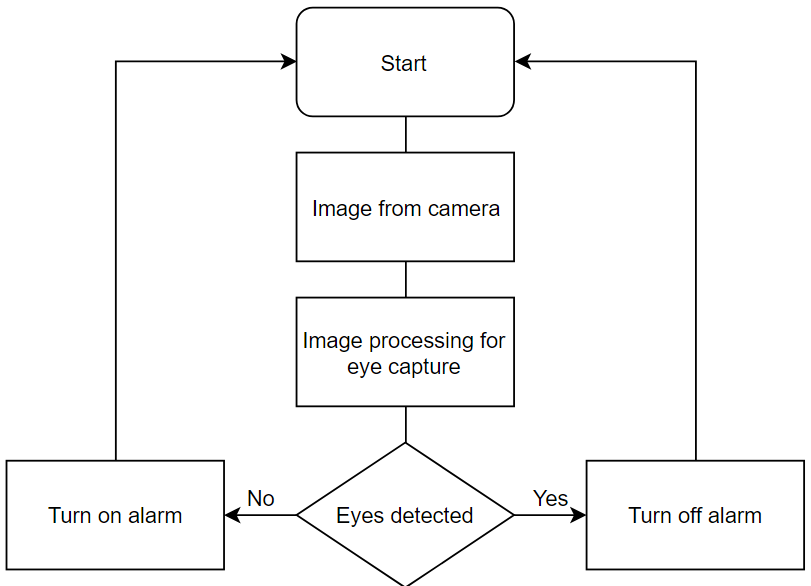 Start
Image from camera
Image processing for
eye capture
No
Yes
Turn on alarm
Eyes detected
Turn off alarm